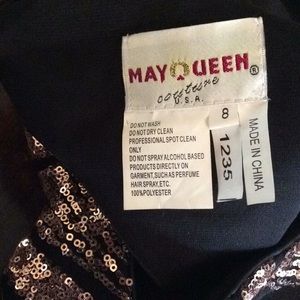 MAY QUEEN ®
couture
U.S.A.
DO NOT WASH
DO NOT DRY CLEAN
PROFESSIONAL SPOT CLEAN
ONLY
DO NOT SPRAY ALCOHOL BASED
PRODUCTS DIRECTLY ON
GARMENT, SUCH AS PERFUME
HAIR SPRAY, ETC.
100% POLYESTER
8
1235
MADE IN CHINA